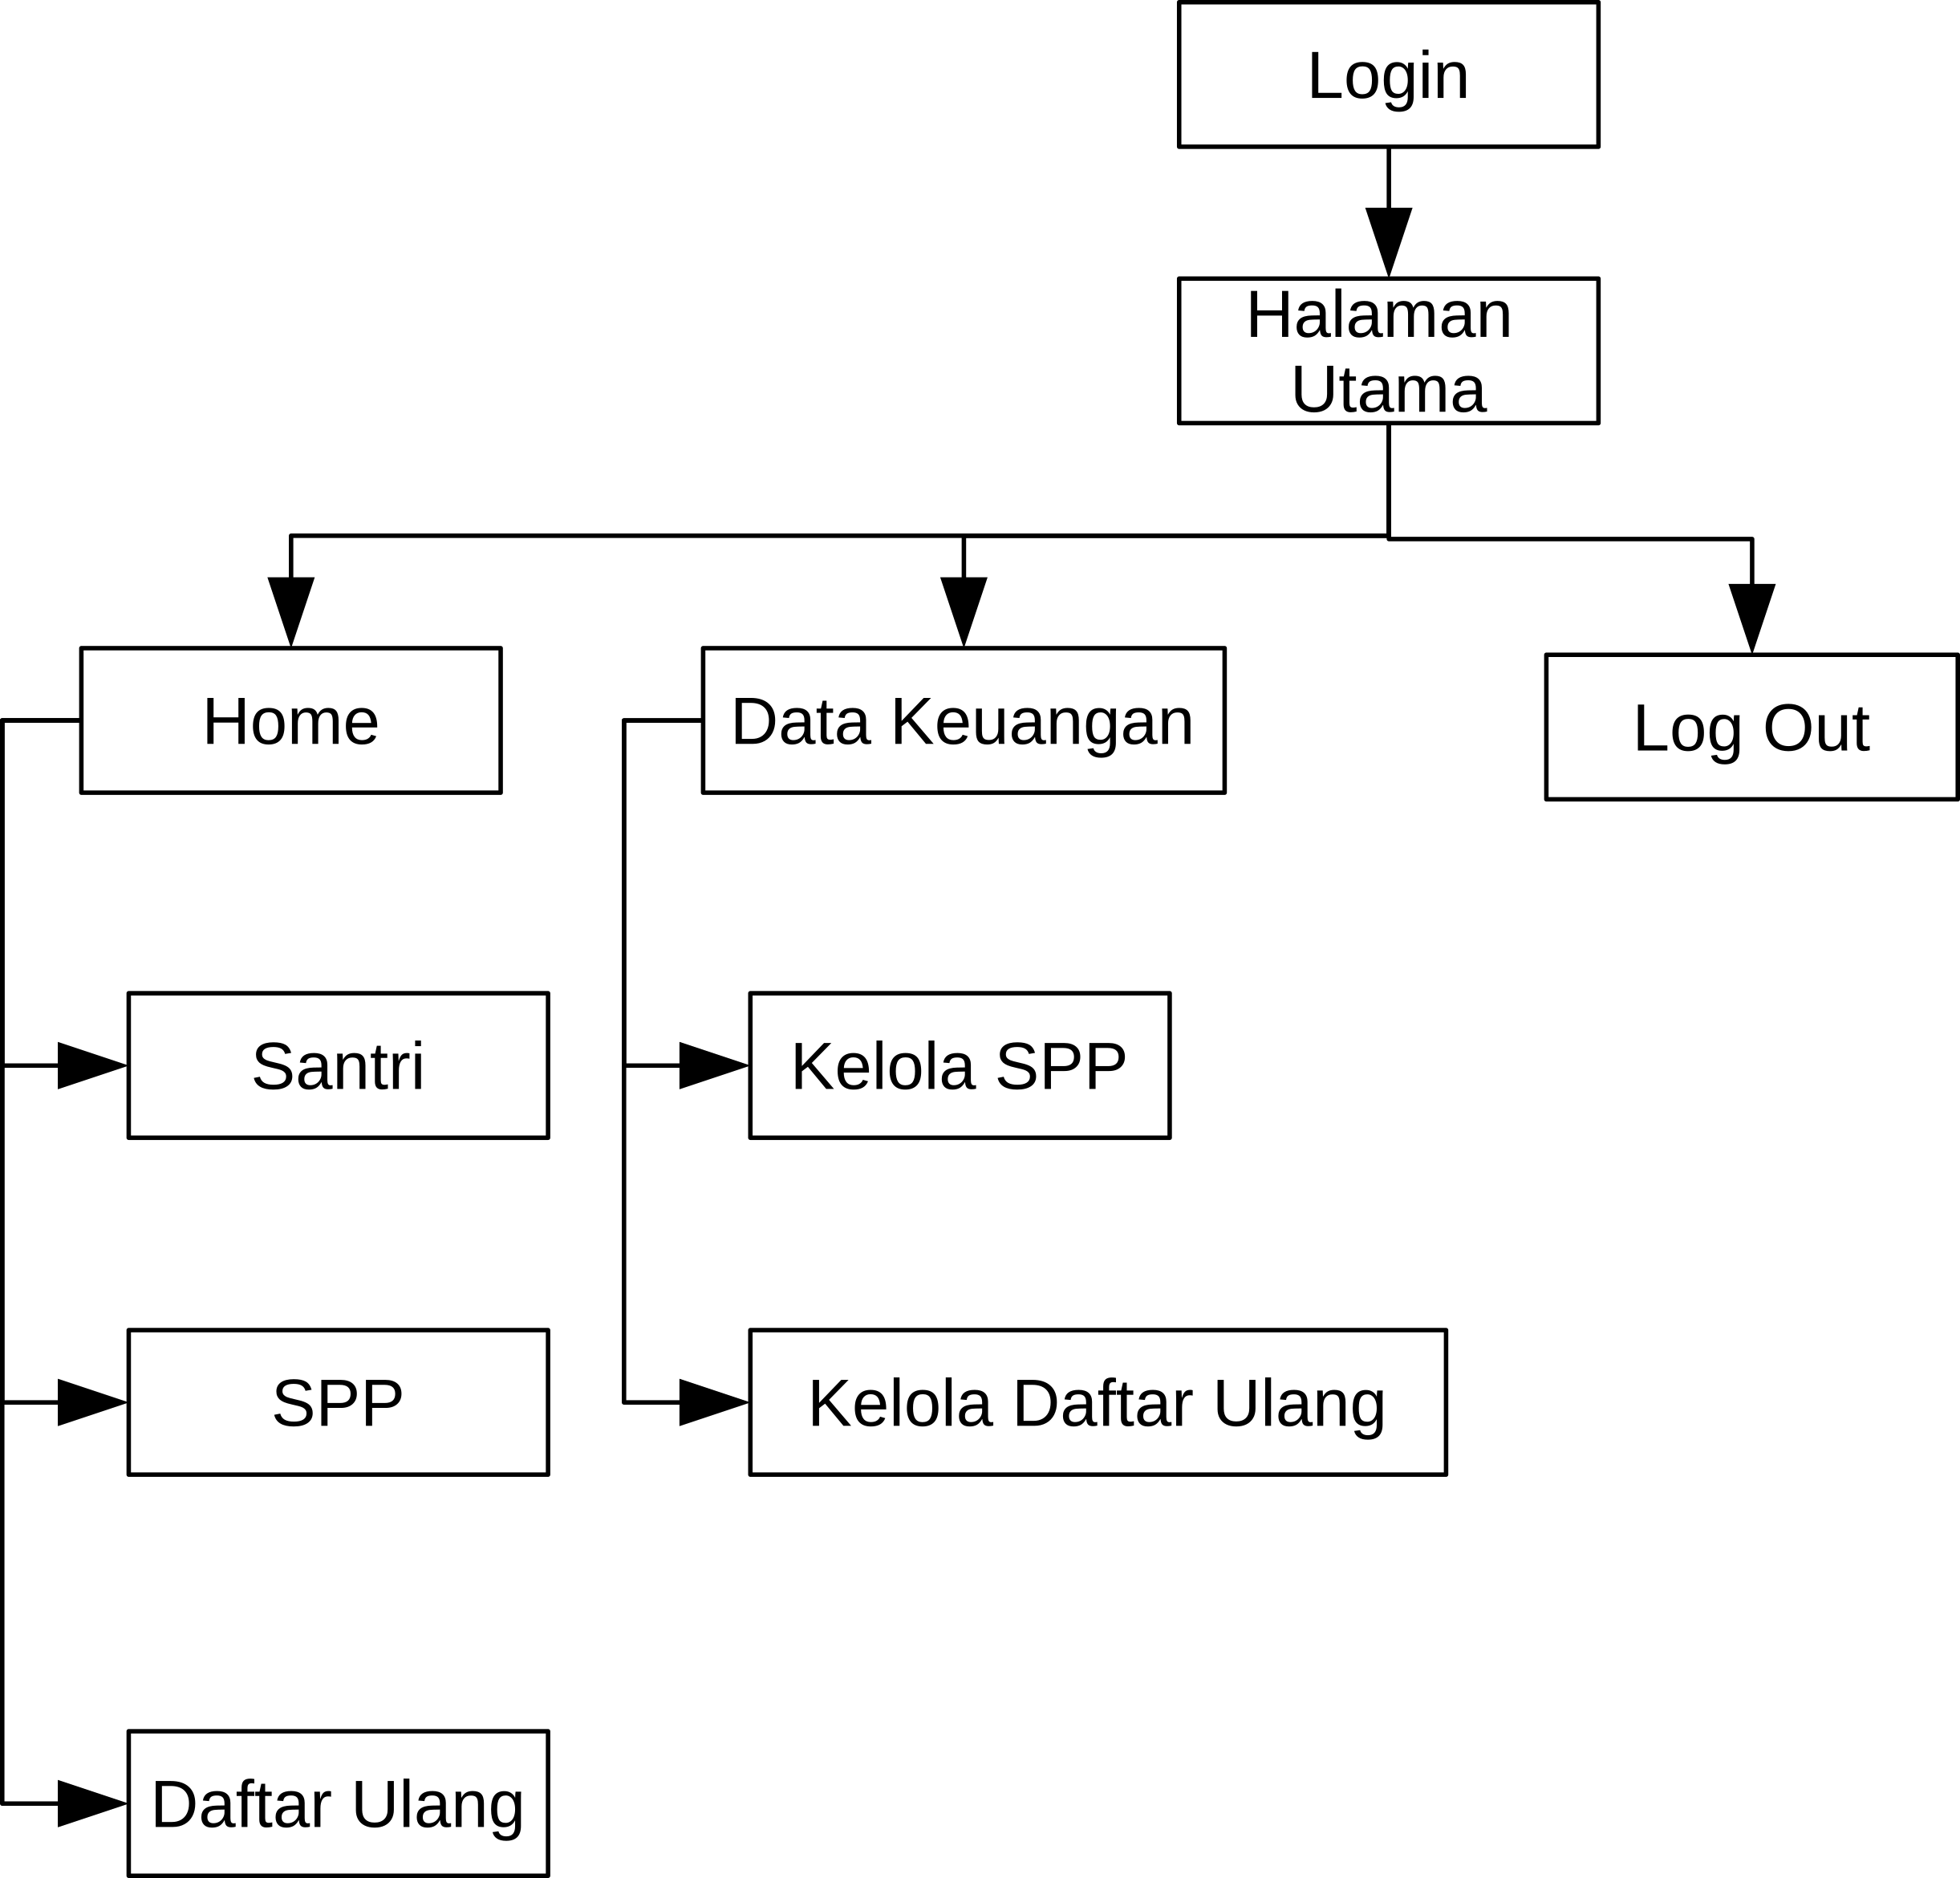 Login
Halaman
Utama
Home
Data Keuangan
Log Out
Santri
Kelola SPP
SPP
Kelola Daftar Ulang
Daftar Ulang